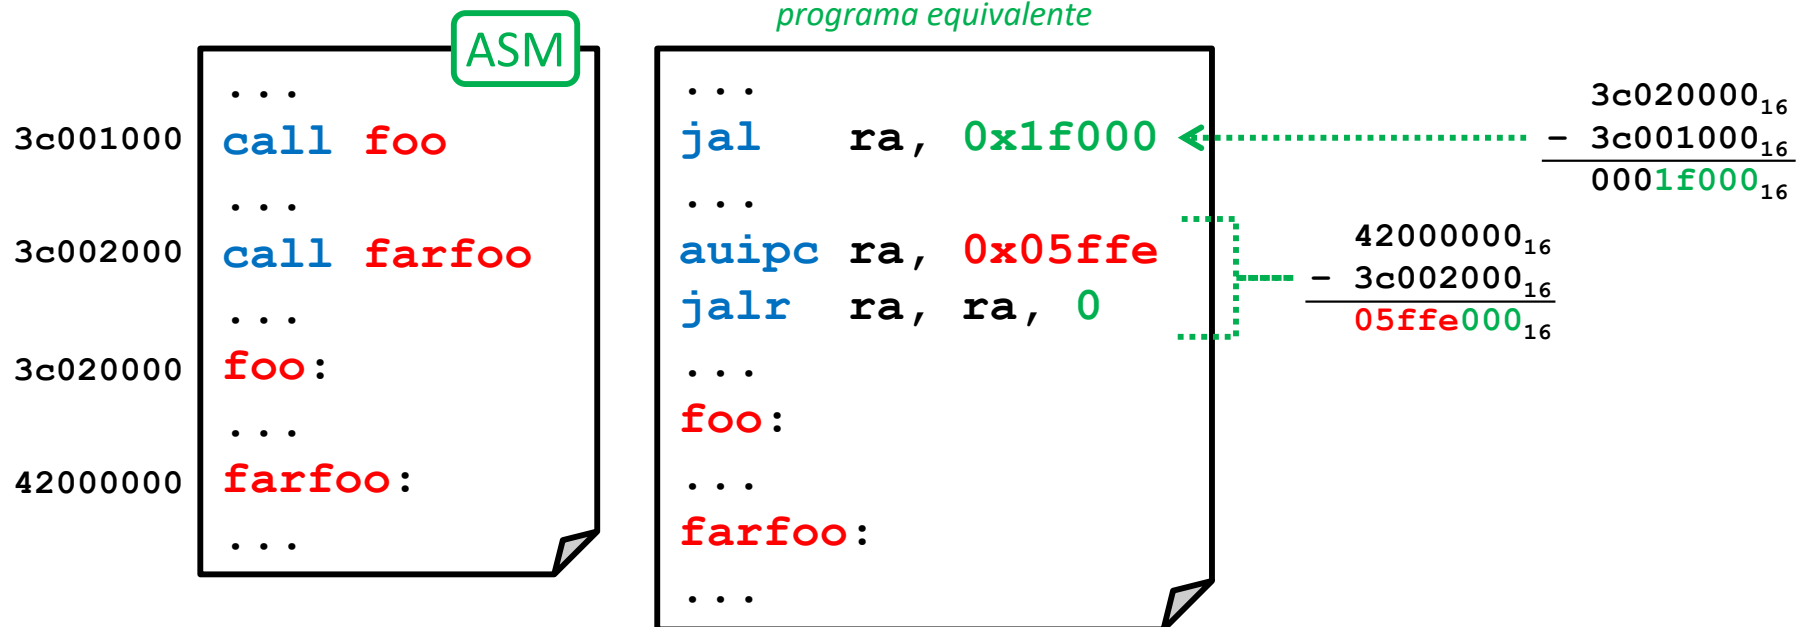 programa equivalente
ASM
...
3c001000 call foo
...
3c002000 call farfoo
...
3c020000 foo:
...
42000000 farfoo:
...
...
jal ra, 0x1f000
...
auipc ra, 0x05ffe
jalr ra, ra, 0
...
foo:
...
farfoo:
...
3c020000₁₆
- 3c001000₁₆
0001f000₁₆
42000000₁₆
- 3c002000₁₆
05ffe000₁₆